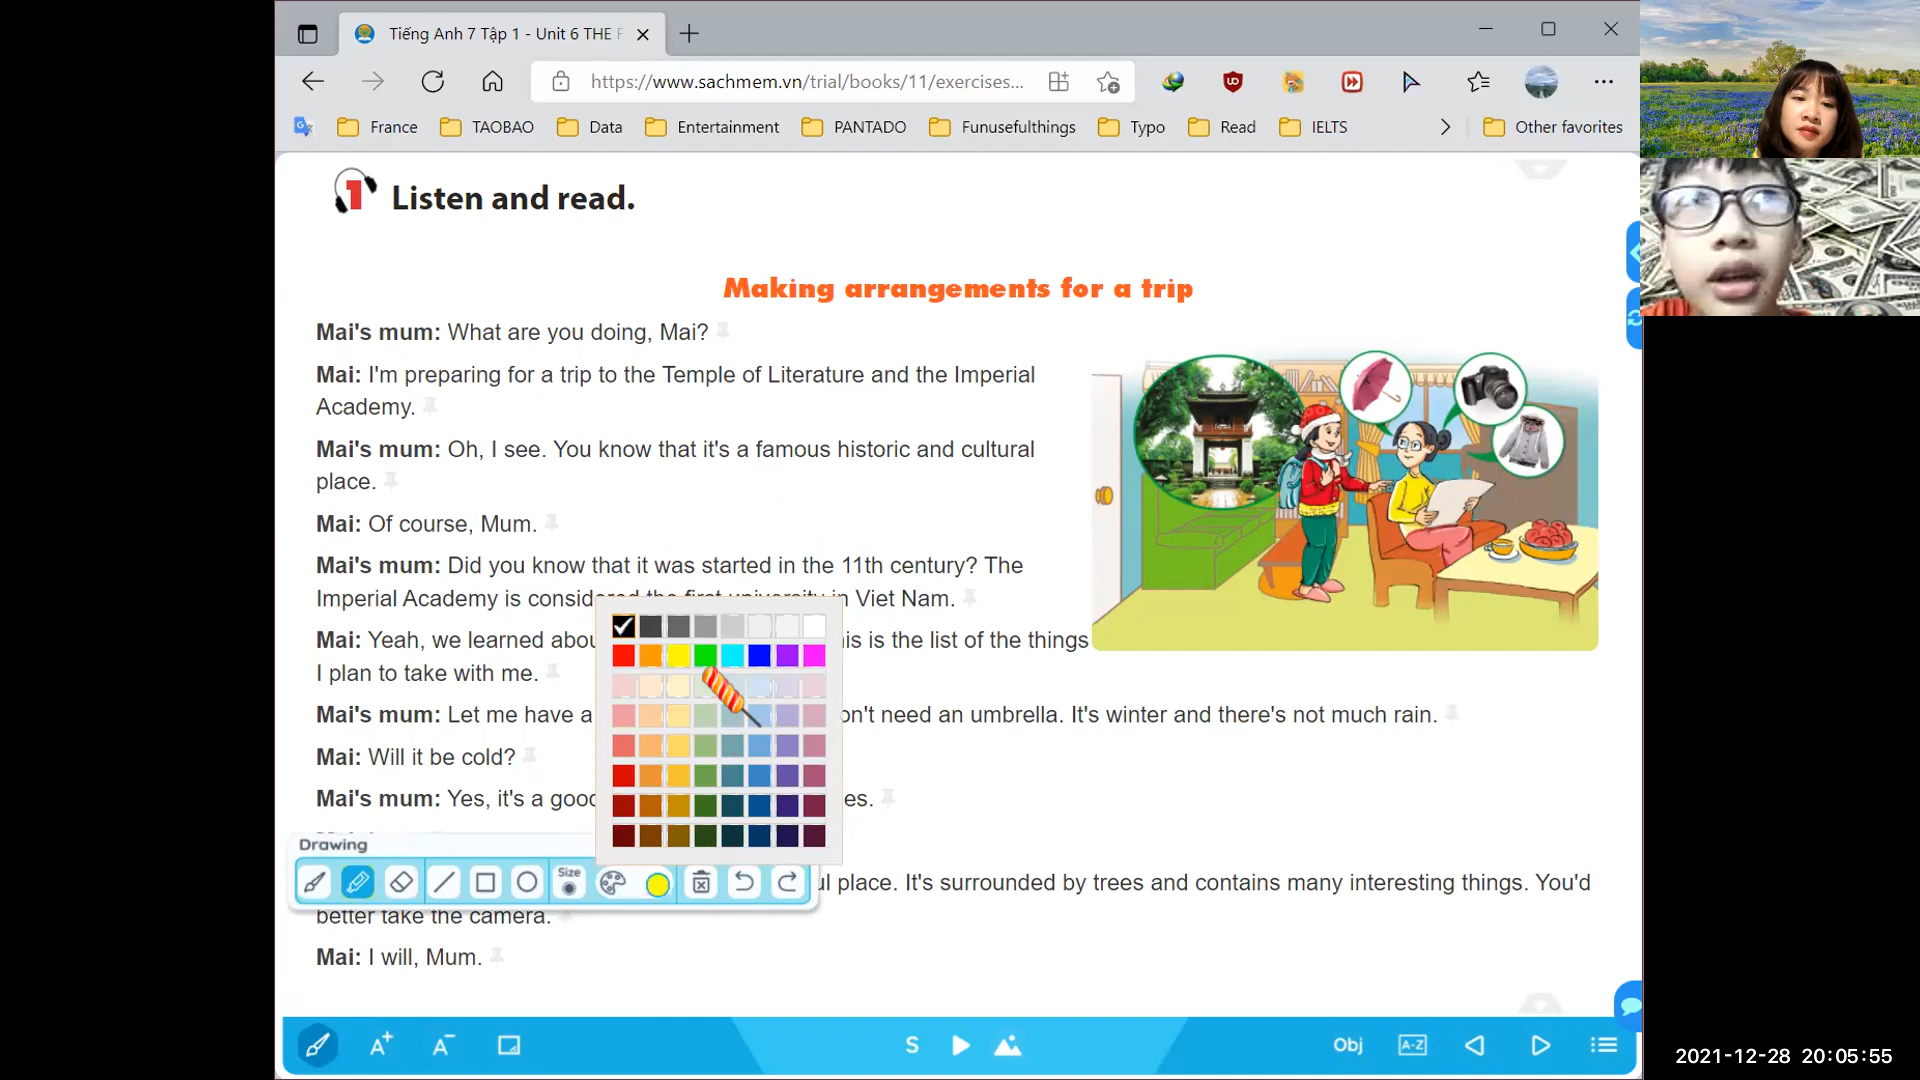 Tiếng Anh 7 Tập 1 - Unit 6 THE F
https://www.sachmem.vn/trial/books/11/exercises...
France TAOBAO Data Entertainment PANTADO Funusefulthings Typo Read IELTS Other favorites
1 Listen and read.
Making arrangements for a trip
Mai's mum: What are you doing, Mai?
Mai: I'm preparing for a trip to the Temple of Literature and the Imperial
Academy.
Mai's mum: Oh, I see. You know that it's a famous historic and cultural
place.
Mai: Of course, Mum.
Mai's mum: Did you know that it was started in the 11th century? The
Imperial Academy is considered the first university in Viet Nam.
Mai: Yeah, we learned abou his is the list of the things
I plan to take with me.
Mai's mum: Let me have a on't need an umbrella. It's winter and there's not much rain.
Mai: Will it be cold?
Mai's mum: Yes, it's a good es.
Drawing
Size
ul place. It's surrounded by trees and contains many interesting things. You'd
better take the camera.
Mai: I will, Mum.
A+ A- S Obj A-Z
2021-12-28 20:05:55